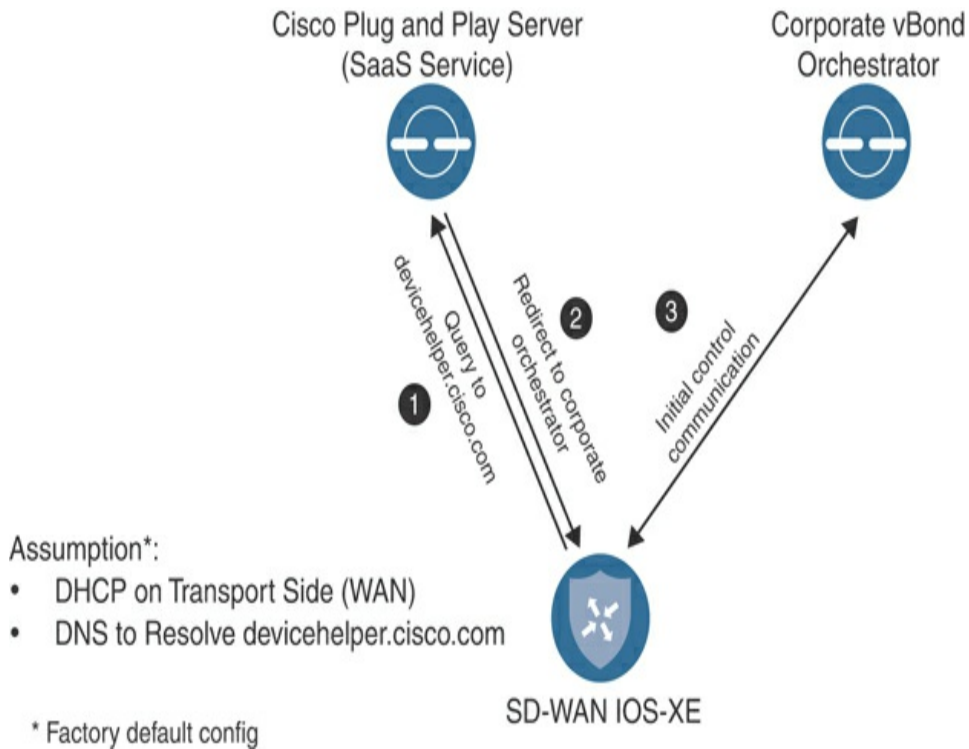 Cisco Plug and Play Server
(SaaS Service)
Corporate vBond
Orchestrator
1
Query to
devicehelper.cisco.com
2
Redirect to corporate
orchestrator
3
Initial control
communication
Assumption*:
• DHCP on Transport Side (WAN)
• DNS to Resolve devicehelper.cisco.com
SD-WAN IOS-XE
* Factory default config